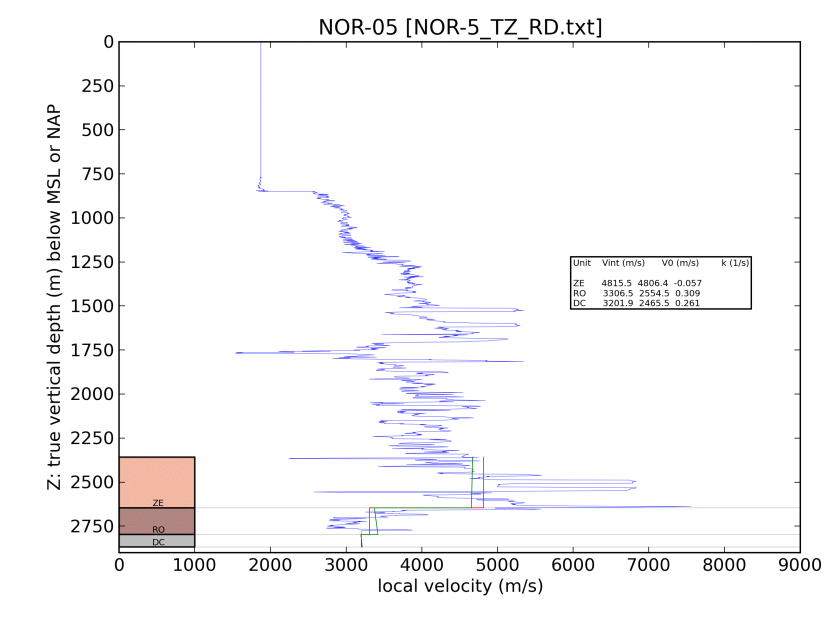 NOR-05 [NOR-5_TZ_RD.txt]
Z: true vertical depth (m) below MSL or NAP
0
250
500
750
1000
1250
1500
1750
2000
2250
2500
2750
Unit Vint (m/s) V0 (m/s) k (1/s)
ZE 4815.5 4806.4 -0.057
RO 3306.5 2554.5 0.309
DC 3201.9 2465.5 0.261
ZE
RO
DC
0 1000 2000 3000 4000 5000 6000 7000 8000 9000
local velocity (m/s)